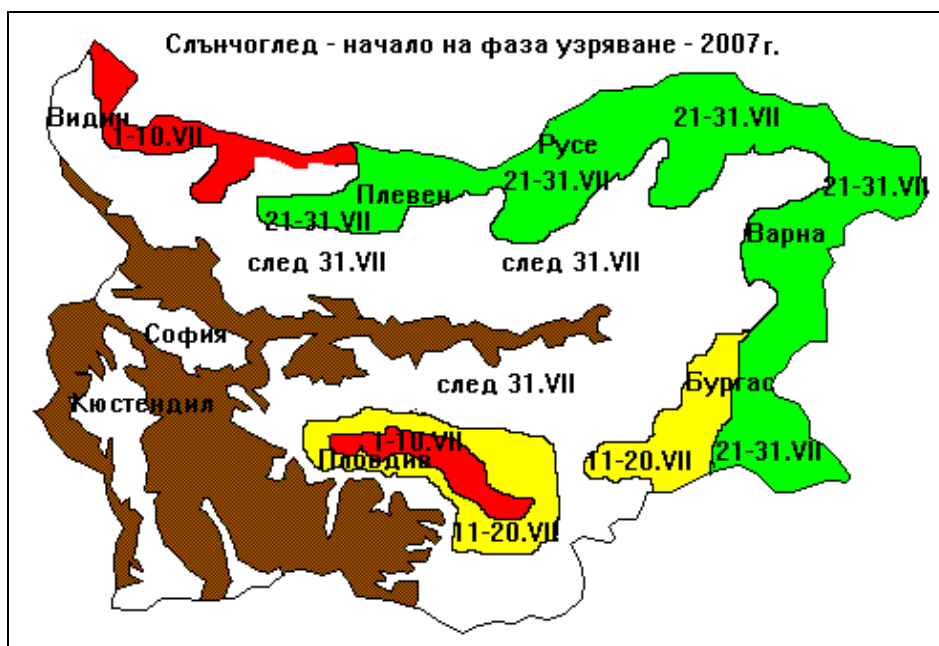 Слънчоглед - начало на фаза узряване - 2007г.
Видин
1-10.VII
21-31.VII
Русе
21-31.VII
Плевен
21-31.VII
21-31.VII
Варна
след 31.VII
след 31.VII
София
Кюстендил
след 31.VII
Бургас
1-10.VII
Пловдив
11-20.VII
21-31.VII
11-20.VII